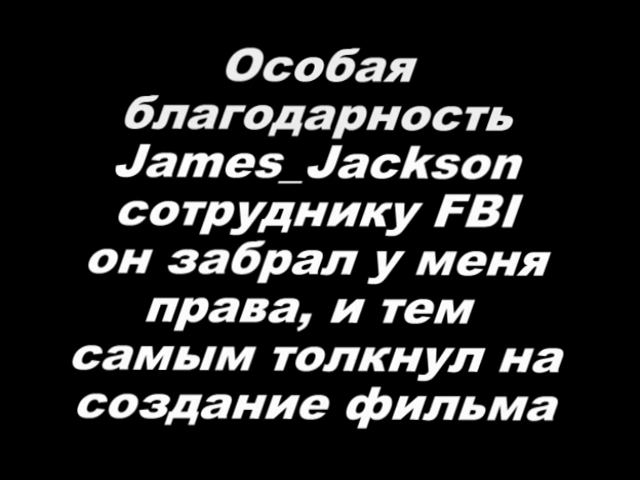 Особая
благодарность
James_Jackson
сотруднику FBI
он забрал у меня
права, и тем
самым толкнул на
создание фильма